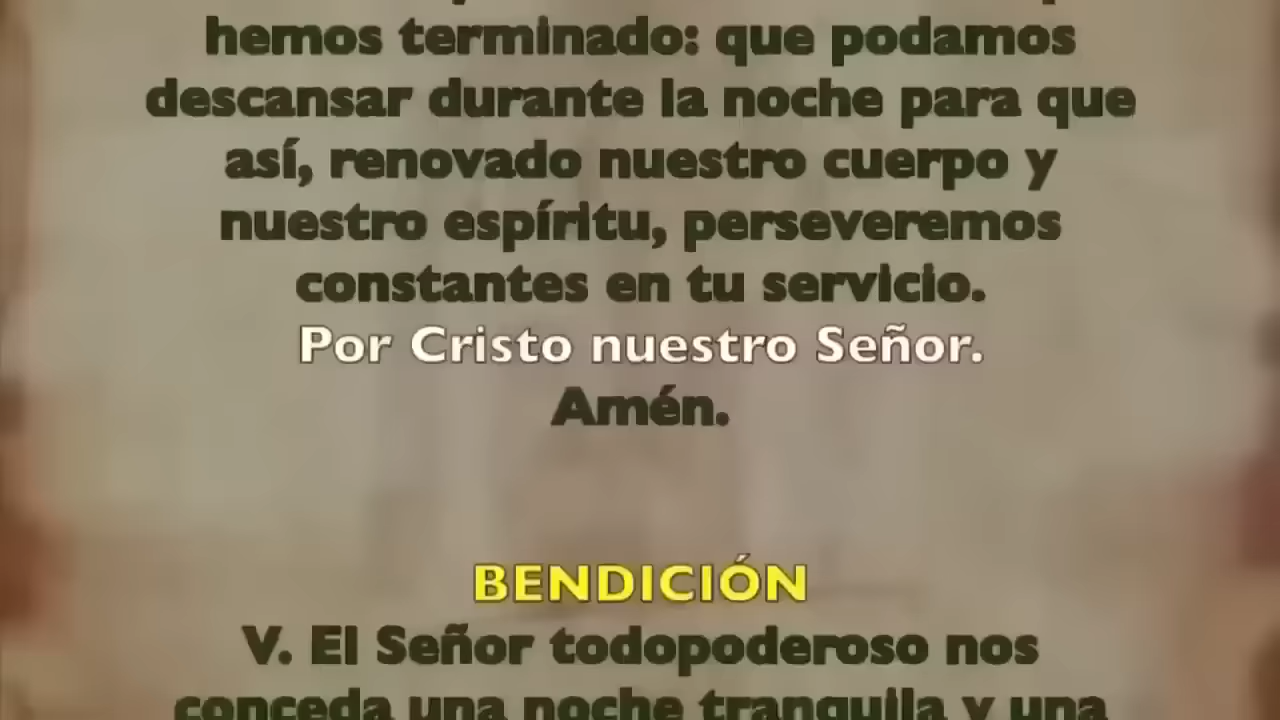 hemos terminado: que podamos
descansar durante la noche para que
así, renovado nuestro cuerpo y
nuestro espíritu, perseveremos
constantes en tu servicio.
Por Cristo nuestro Señor.
Amén.
BENDICIÓN
V. El Señor todopoderoso nos
conceda una noche tranquila y una